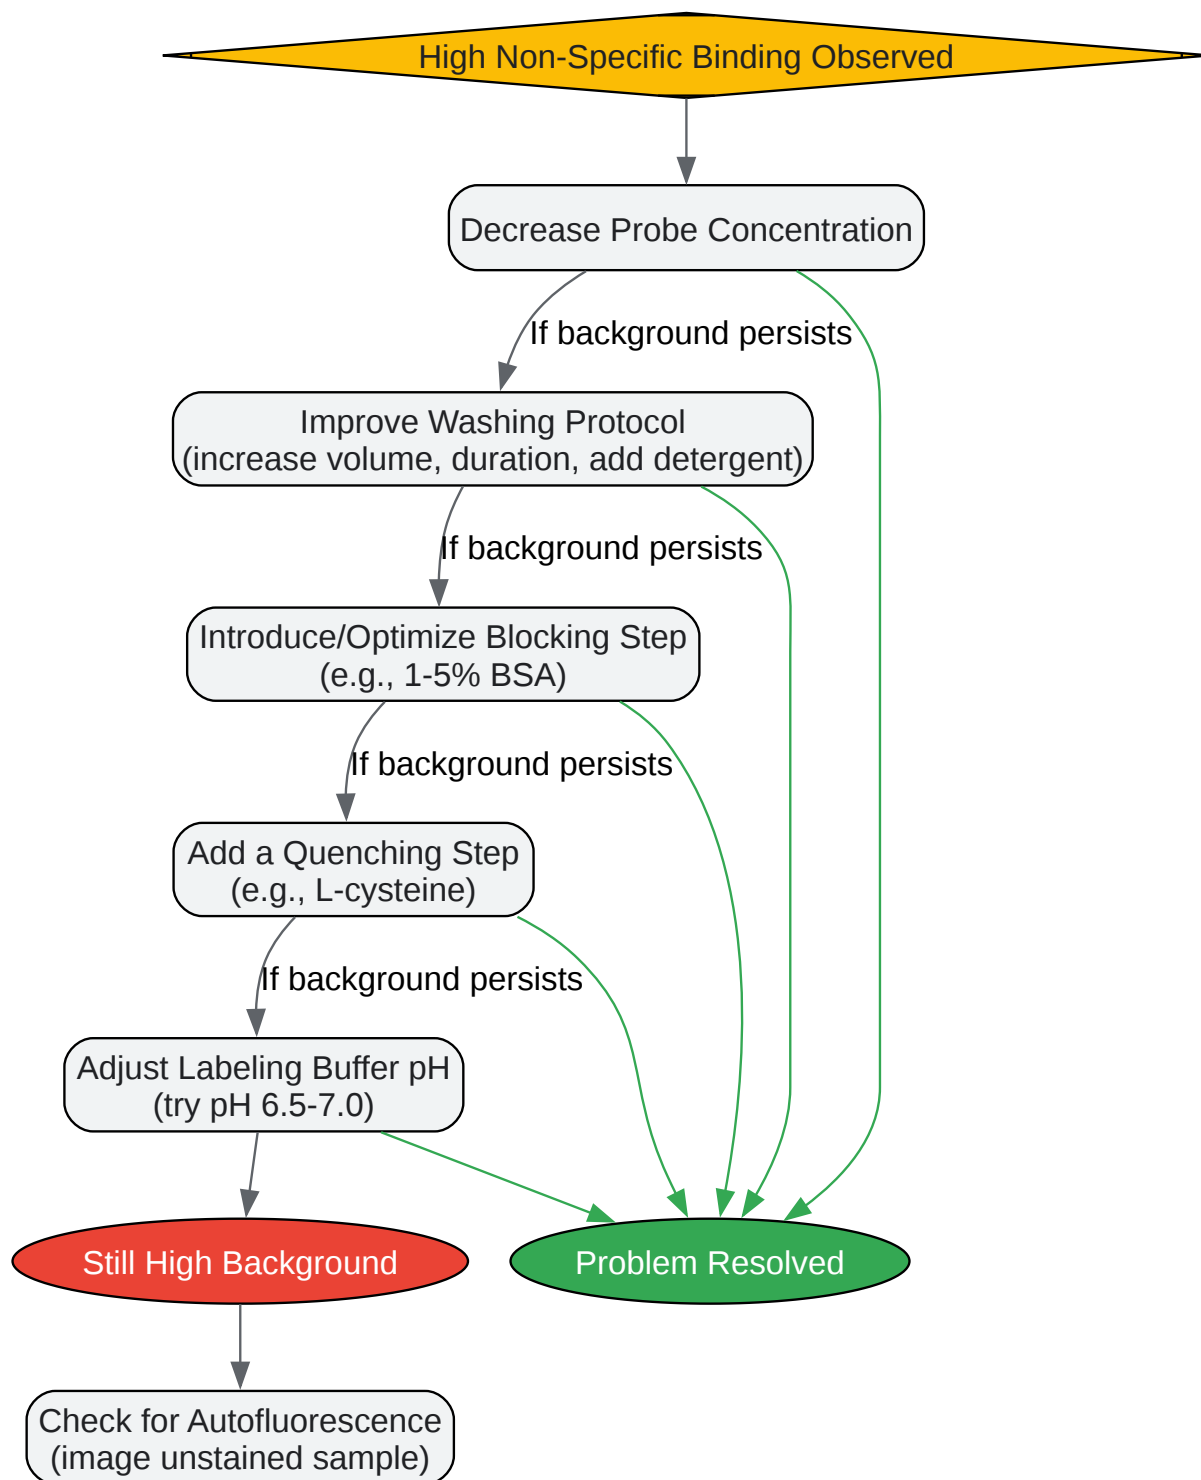 High Non-Specific Binding Observed
Decrease Probe Concentration
If background persists
Improve Washing Protocol
(increase volume, duration, add detergent)
If background persists
Introduce/Optimize Blocking Step
(e.g., 1-5% BSA)
If background persists
Add a Quenching Step
(e.g., L-cysteine)
If background persists
Adjust Labeling Buffer pH
(try pH 6.5-7.0)
Still High Background
Problem Resolved
Check for Autofluorescence
(image unstained sample)